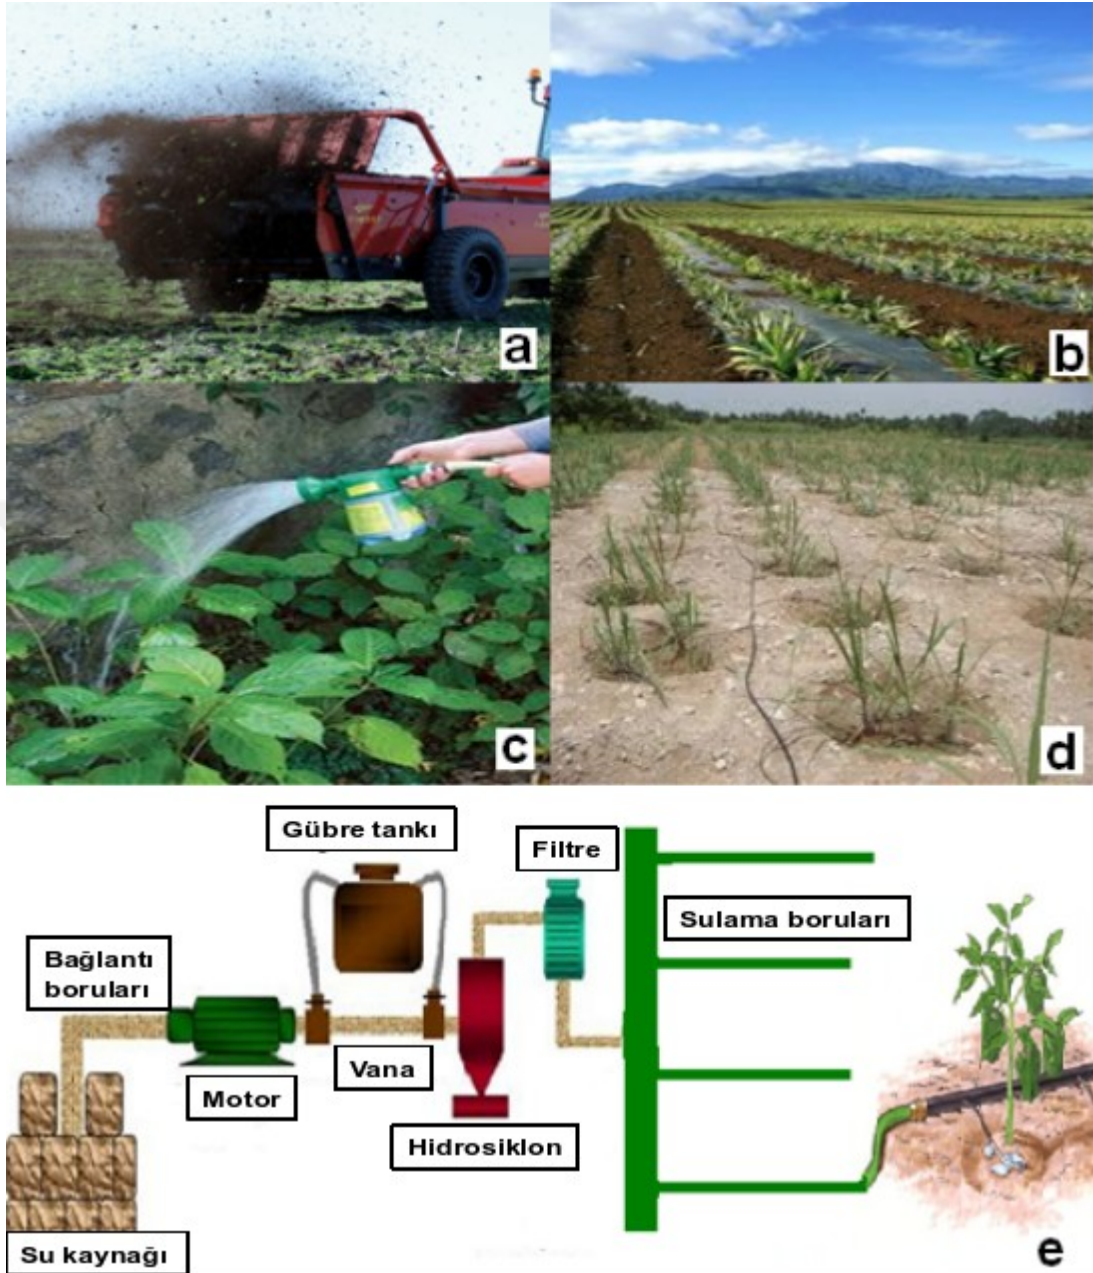 a
b
c
d
Gübre tankı
Filtre
Sulama boruları
Bağlantı
boruları
Vana
Motor
Hidrosiklon
Su kaynağı
e